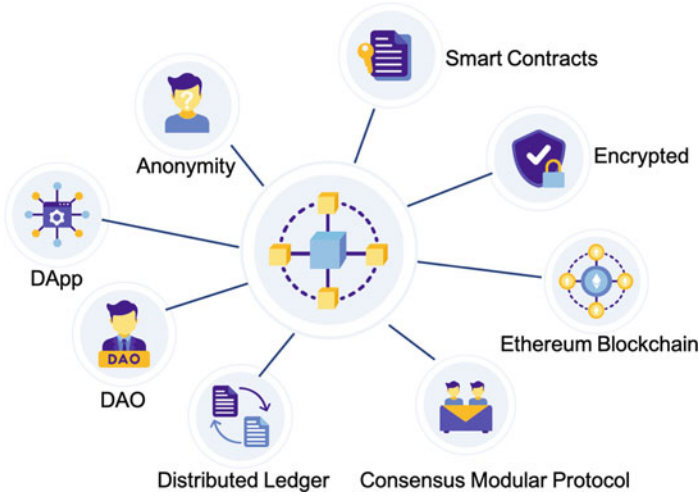 Smart Contracts
Anonymity
Encrypted
?
DApp
Ethereum Blockchain
DAO
DAO
Distributed Ledger
Consensus Modular Protocol